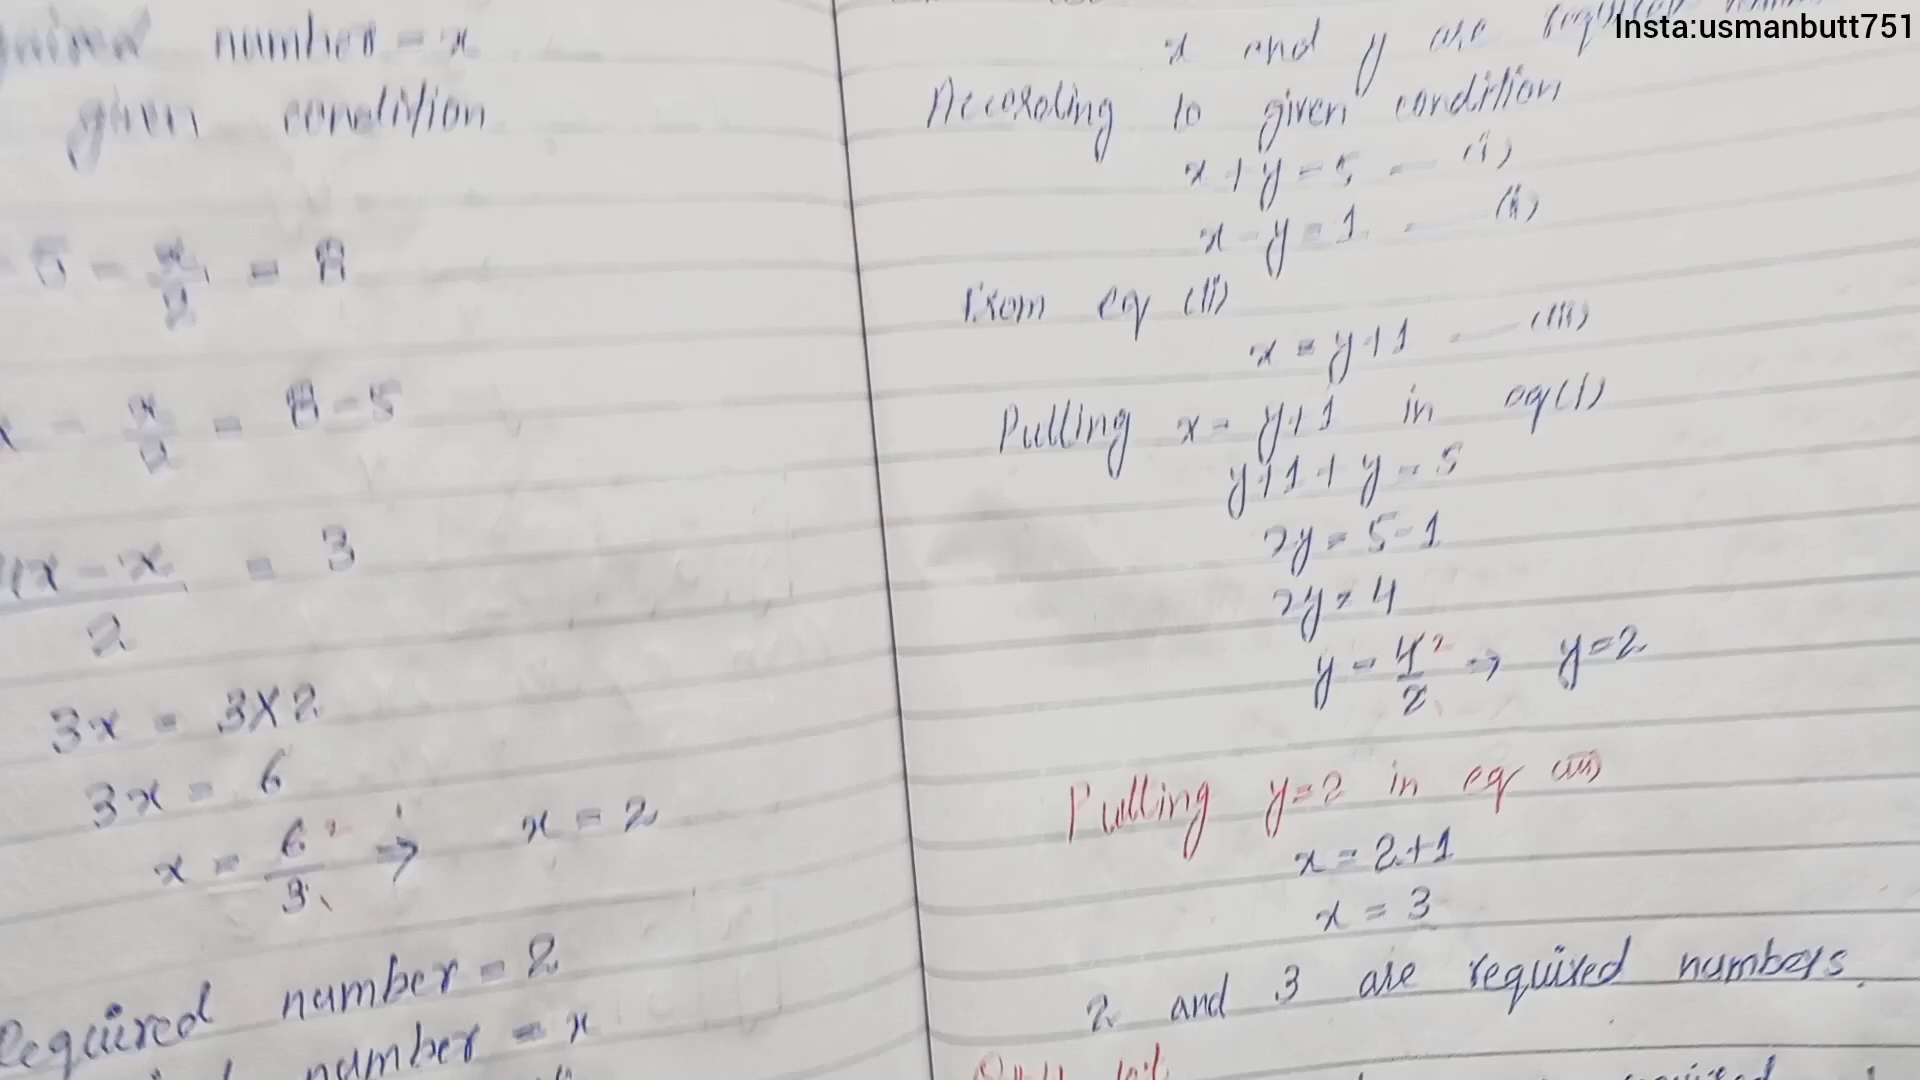 Insta:usmanbutt751
number = x
given condition
5 - x/2 = 8
x - x/2 = 8 - 5
4x - x / 2 = 3
3x = 3×2
3x = 6
x = 6/3 ⇒ x = 2
Required number = 2
number = x
x and y are
According to given condition
x + y = 5 — (i)
x - y = 1 — (ii)
From eq (ii)
x = y+1 — (iii)
Putting x = y+1 in eq(i)
y+1 + y = 5
2y = 5-1
2y = 4
y = 4/2 ⇒ y=2
Putting y=2 in eq (iii)
x = 2+1
x = 3
2 and 3 are required numbers.